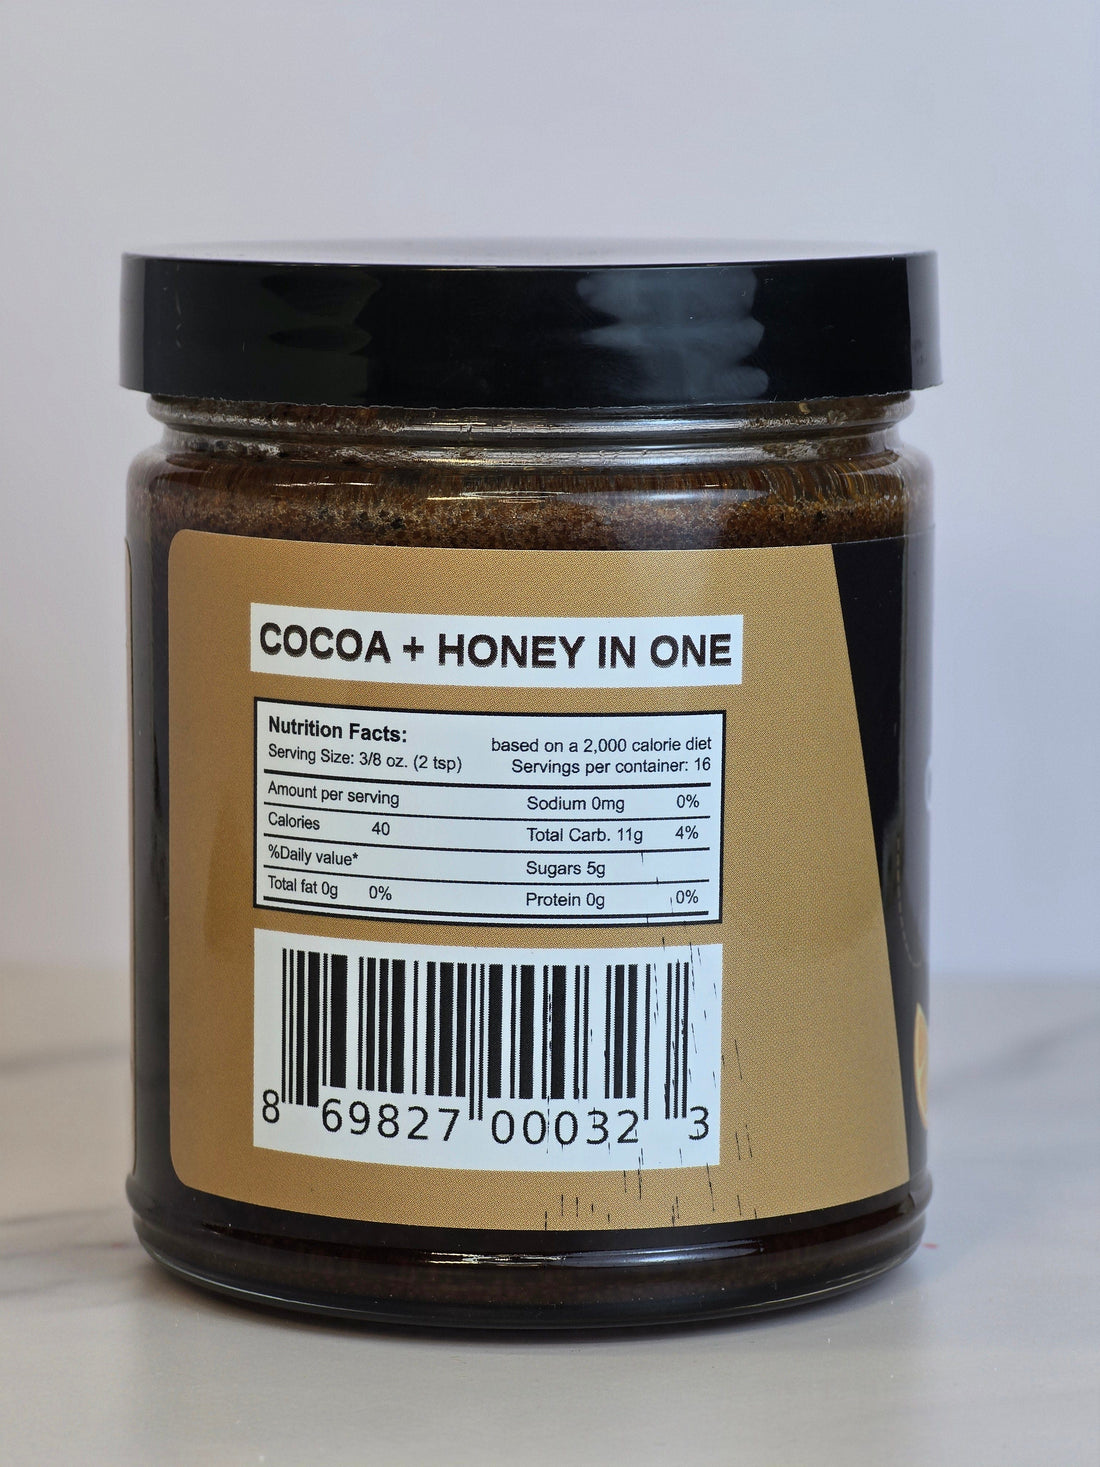 COCOA + HONEY IN ONE
Nutrition Facts:
Serving Size: 3/8 oz. (2 tsp)
based on a 2,000 calorie diet
Servings per container: 16
Amount per serving
Calories 40
%Daily value*
Total fat 0g 0%
Sodium 0mg 0%
Total Carb. 11g 4%
Sugars 5g
Protein 0g 0%
8 69827 00032 3